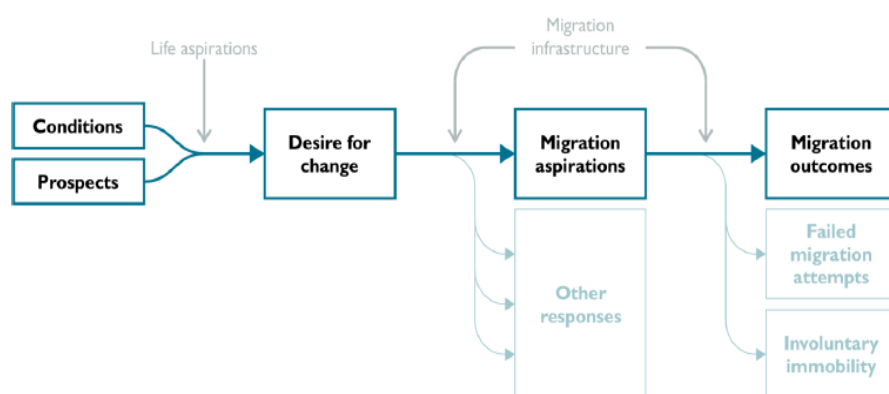 Migration
infrastructure
Life aspirations
Conditions
Prospects
Desire for
change
Migration
aspirations
Migration
outcomes
Other
responses
Failed
migration
attempts
Involuntary
immobility